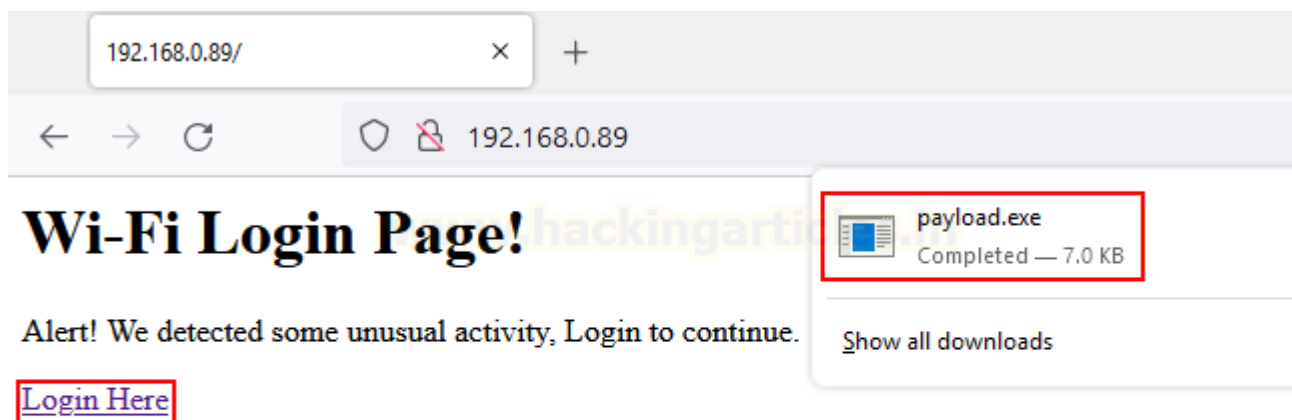 192.168.0.89/
192.168.0.89
Wi-Fi Login Page!
www.hackingarticles.in
payload.exe
Completed — 7.0 KB
Alert! We detected some unusual activity, Login to continue.
Show all downloads
Login Here